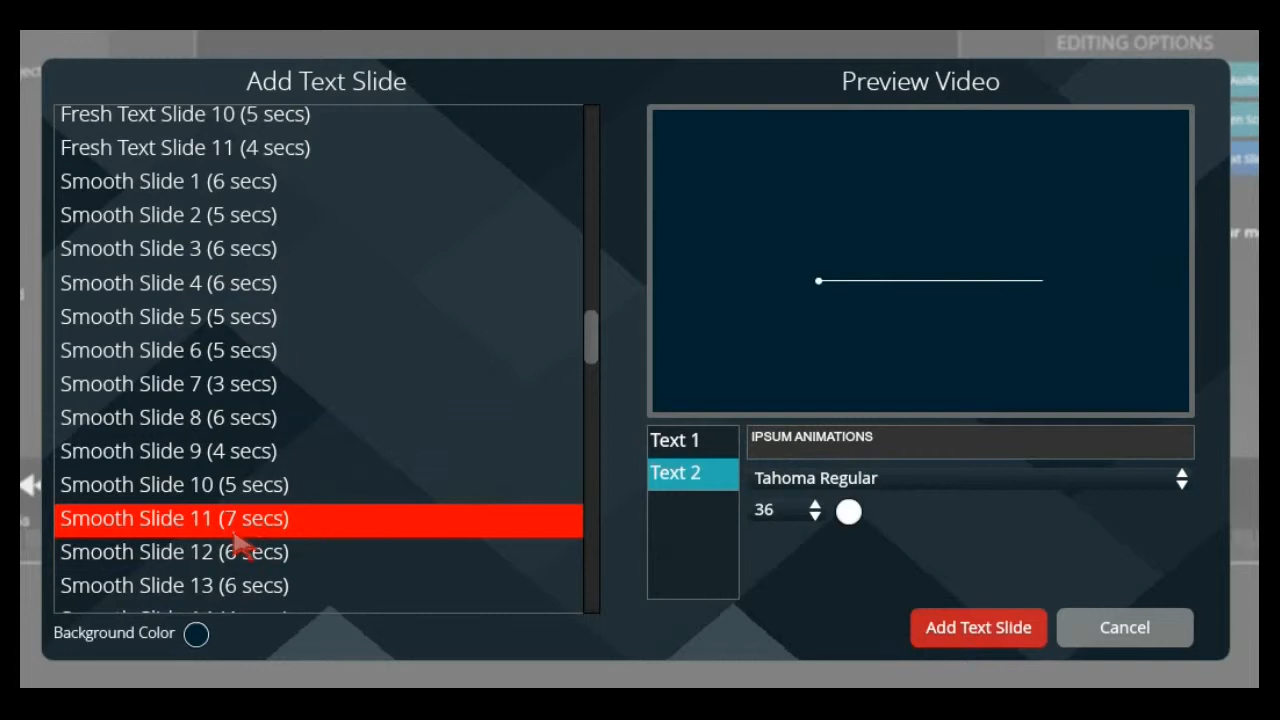 EDITING OPTIONS
Add Text Slide
Preview Video
Fresh Text Slide 10 (5 secs)
Fresh Text Slide 11 (4 secs)
Smooth Slide 1 (6 secs)
Smooth Slide 2 (5 secs)
Smooth Slide 3 (6 secs)
Smooth Slide 4 (6 secs)
Smooth Slide 5 (5 secs)
Smooth Slide 6 (5 secs)
Smooth Slide 7 (3 secs)
Smooth Slide 8 (6 secs)
Smooth Slide 9 (4 secs)
Smooth Slide 10 (5 secs)
Smooth Slide 11 (7 secs)
Smooth Slide 12 (6 secs)
Smooth Slide 13 (6 secs)
Background Color
Text 1
Text 2
IPSUM ANIMATIONS
Tahoma Regular
36
Add Text Slide
Cancel